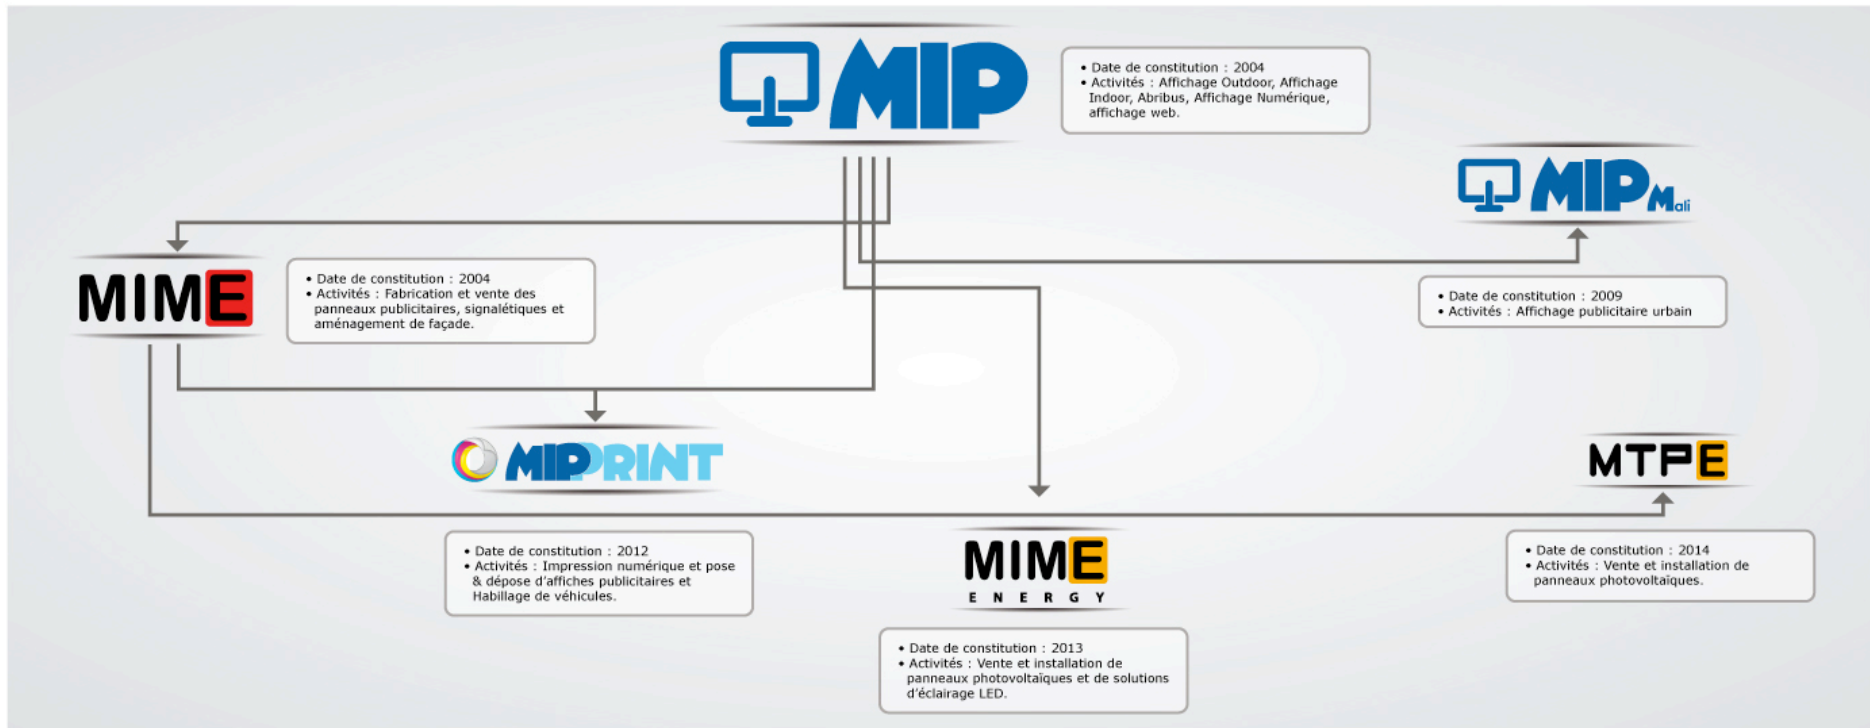 MIP
• Date de constitution : 2004
• Activités : Affichage Outdoor, Affichage
Indoor, Abribus, Affichage Numérique,
affichage web.
MIP Mali
• Date de constitution : 2009
• Activités : Affichage publicitaire urbain
MIME
• Date de constitution : 2004
• Activités : Fabrication et vente des
panneaux publicitaires, signalétiques et
aménagement de façade.
MIPPRINT
• Date de constitution : 2012
• Activités : Impression numérique et pose
& dépose d'affiches publicitaires et
Habillage de véhicules.
MIME
ENERGY
• Date de constitution : 2013
• Activités : Vente et installation de
panneaux photovoltaïques et de solutions
d'éclairage LED.
MTPE
• Date de constitution : 2014
• Activités : Vente et installation de
panneaux photovoltaïques.